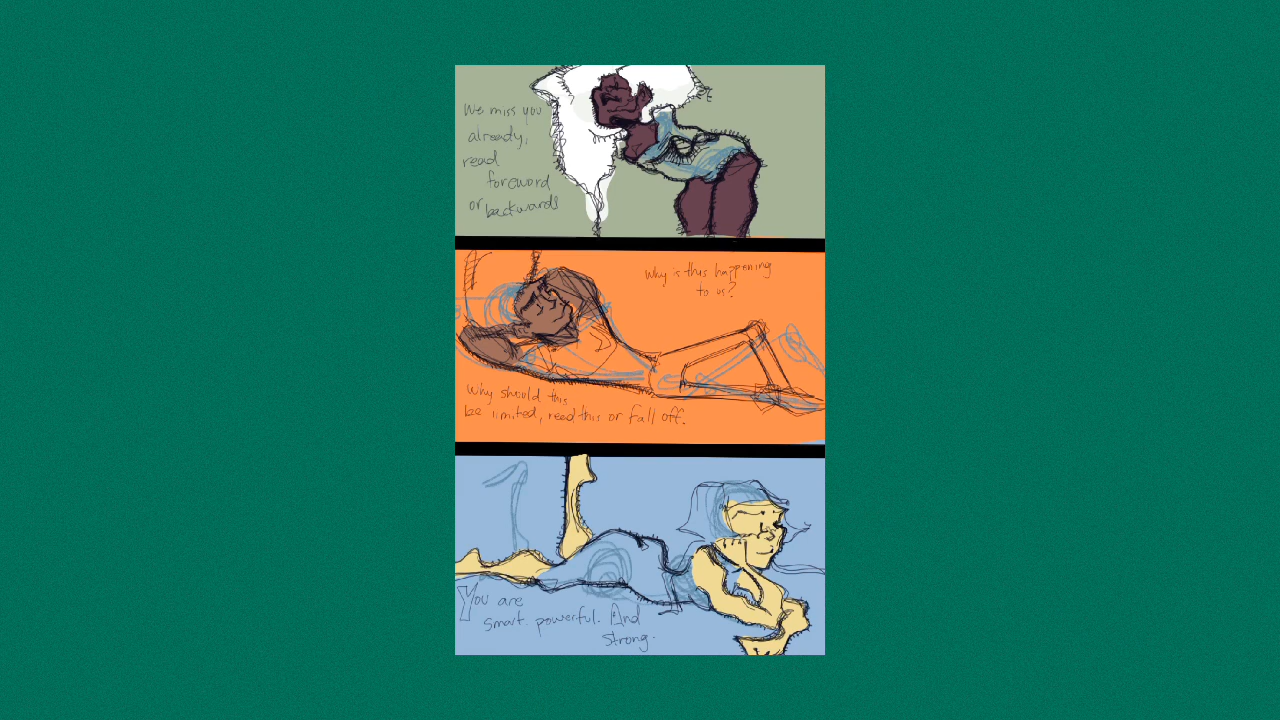 We miss you
already,
read
foreword
or backwards
Why is this happening
to us?
Why should this
be limited, read this or fall off.
You are
smart. powerful. And
strong.